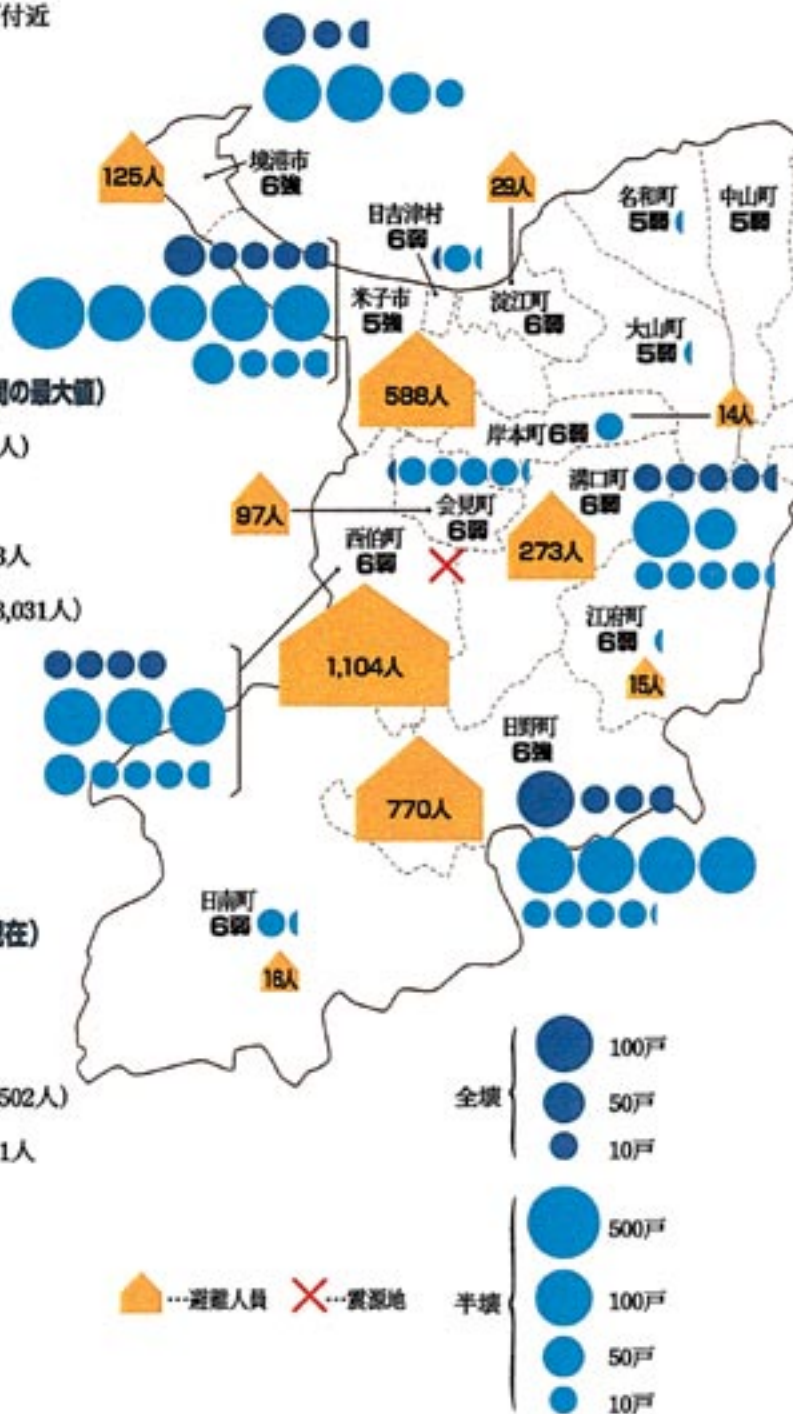 付近
125人
境港市
6強
29人
日吉津村
6弱
名和町
5弱
中山町
5弱
米子市
5強
淀江町
6弱
大山町
5弱
間の最大値）
588人
14人
人）
岸本町6弱
97人
会見町
6弱
溝口町
6弱
西伯町
6弱
273人
3人
3,031人）
江府町
6弱
1,104人
15人
日野町
6強
770人
日南町
6弱
16人
現在）
502人）
1人
全壊
100戸
50戸
10戸
半壊
500戸
100戸
50戸
10戸
…避難人員
…震源地